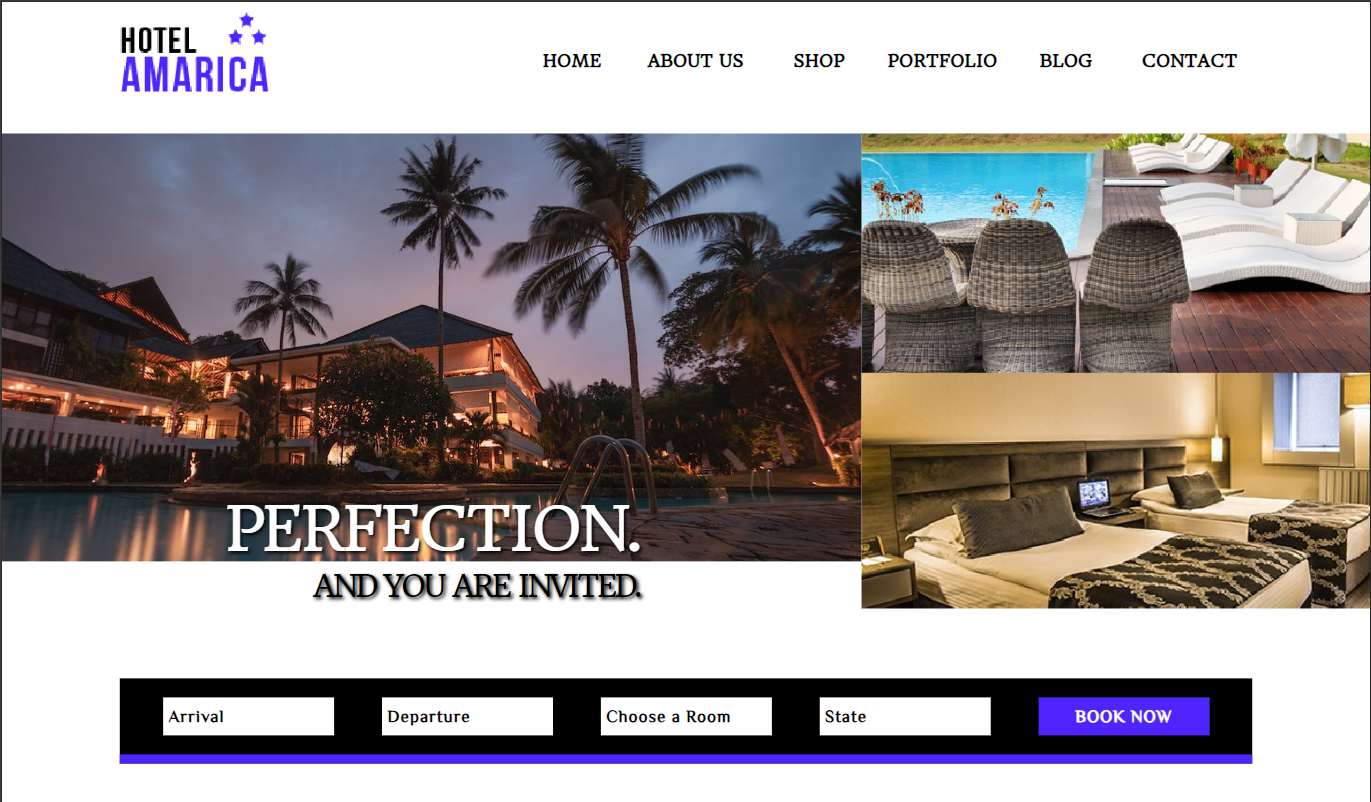 HOTEL
AMARICA
HOME ABOUT US SHOP PORTFOLIO BLOG CONTACT
PERFECTION.
AND YOU ARE INVITED.
Arrival Departure Choose a Room State BOOK NOW